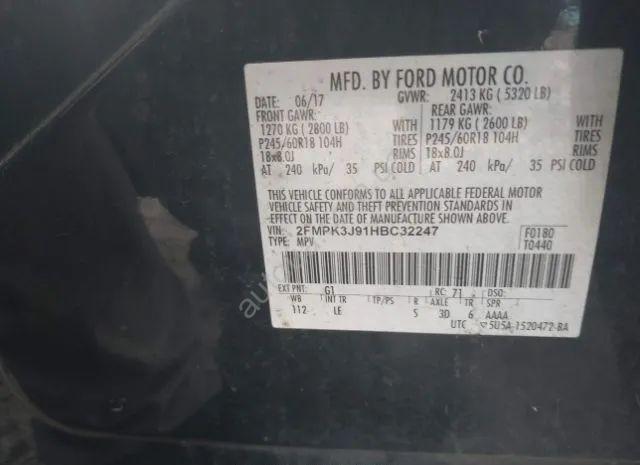 MFD. BY FORD MOTOR CO.
DATE: 06/17 GVWR: 2413 KG ( 5320 LB)
FRONT GAWR: REAR GAWR:
1270 KG ( 2800 LB) WITH 1179 KG ( 2600 LB)
P245/60R18 104H TIRES P245/60R18 104H
18x8.0J RIMS 18x8.0J
AT 240 kPa/ 35 PSI COLD AT 240 kPa/ 35 PSI COLD
WITH
TIRES
RIMS
THIS VEHICLE CONFORMS TO ALL APPLICABLE FEDERAL MOTOR
VEHICLE SAFETY AND THEFT PREVENTION STANDARDS IN
EFFECT ON THE DATE OF MANUFACTURE SHOWN ABOVE.
VIN: 2FMPK3J91HBC32247 F0180
TYPE: MPV T0440
EXT PNT: G1 RC: 71 DSO:
WB INT TR TP/PS R AXLE TR SPR
112 LE 5 3D 6 AAAA
UTC 5U5A-1520472-BA